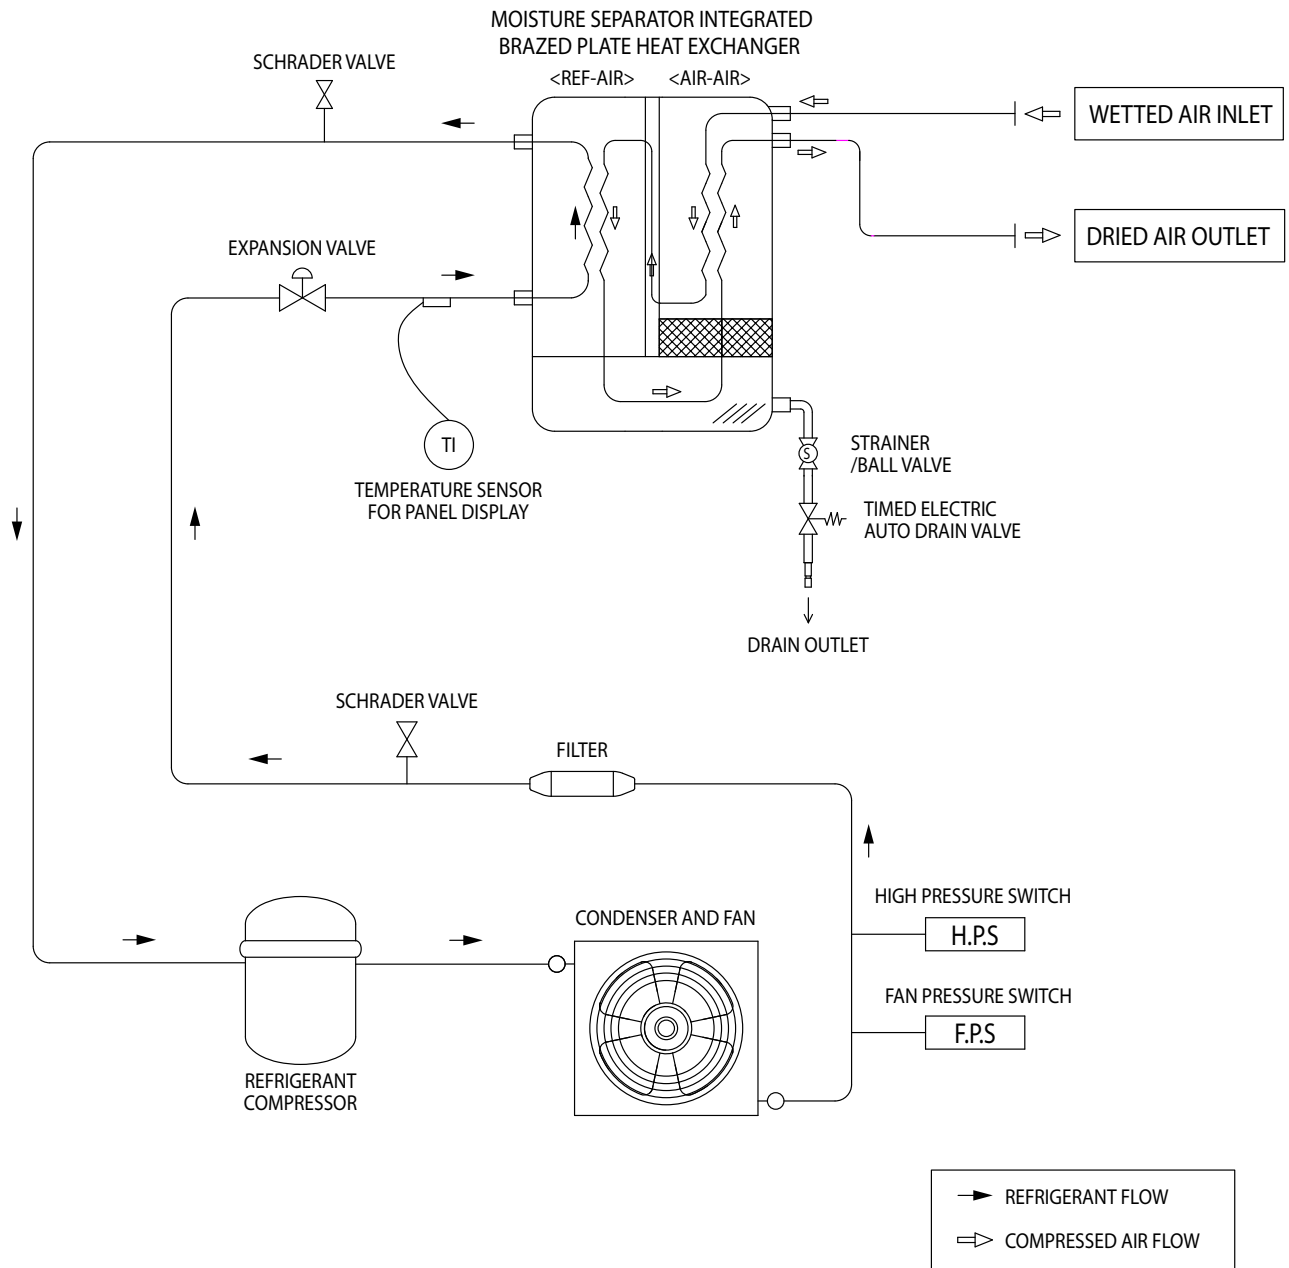 MOISTURE SEPARATOR INTEGRATED
BRAZED PLATE HEAT EXCHANGER
<REF-AIR> <AIR-AIR>
SCHRADER VALVE
WETTED AIR INLET
DRIED AIR OUTLET
EXPANSION VALVE
TI
TEMPERATURE SENSOR
FOR PANEL DISPLAY
S
STRAINER
/BALL VALVE
TIMED ELECTRIC
AUTO DRAIN VALVE
DRAIN OUTLET
SCHRADER VALVE
FILTER
HIGH PRESSURE SWITCH
H.P.S
CONDENSER AND FAN
FAN PRESSURE SWITCH
F.P.S
REFRIGERANT
COMPRESSOR
REFRIGERANT FLOW
COMPRESSED AIR FLOW